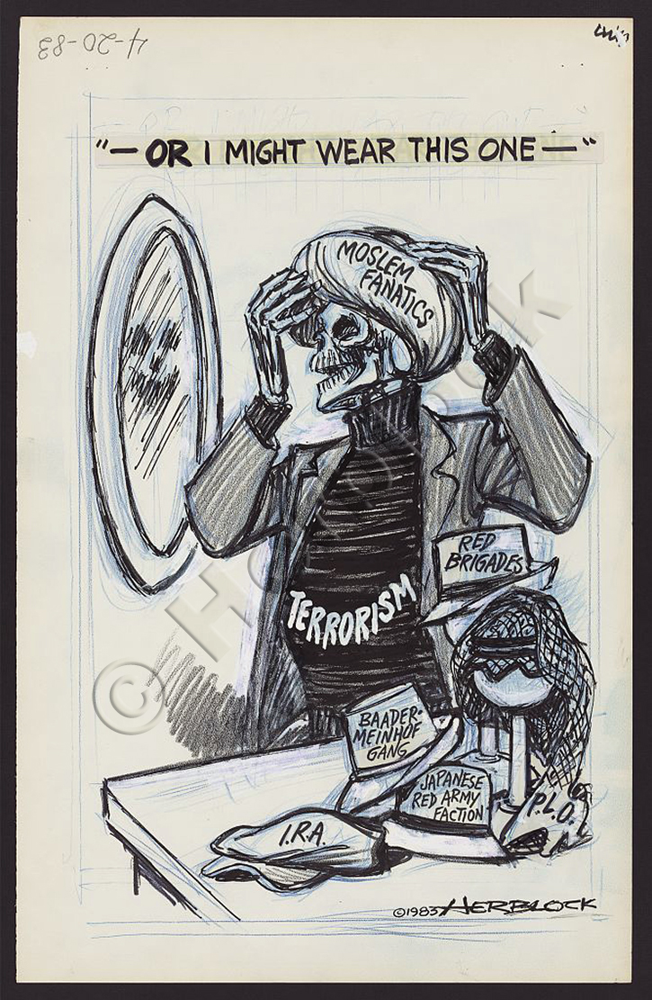 4-20-83
"— OR I MIGHT WEAR THIS ONE —"
MOSLEM
FANATICS
TERRORISM
RED
BRIGADES
BAADER-
MEINHOF
GANG
JAPANESE
RED ARMY
FACTION
P.L.O.
I.R.A.
©1983 HERBLOCK
© Herblock